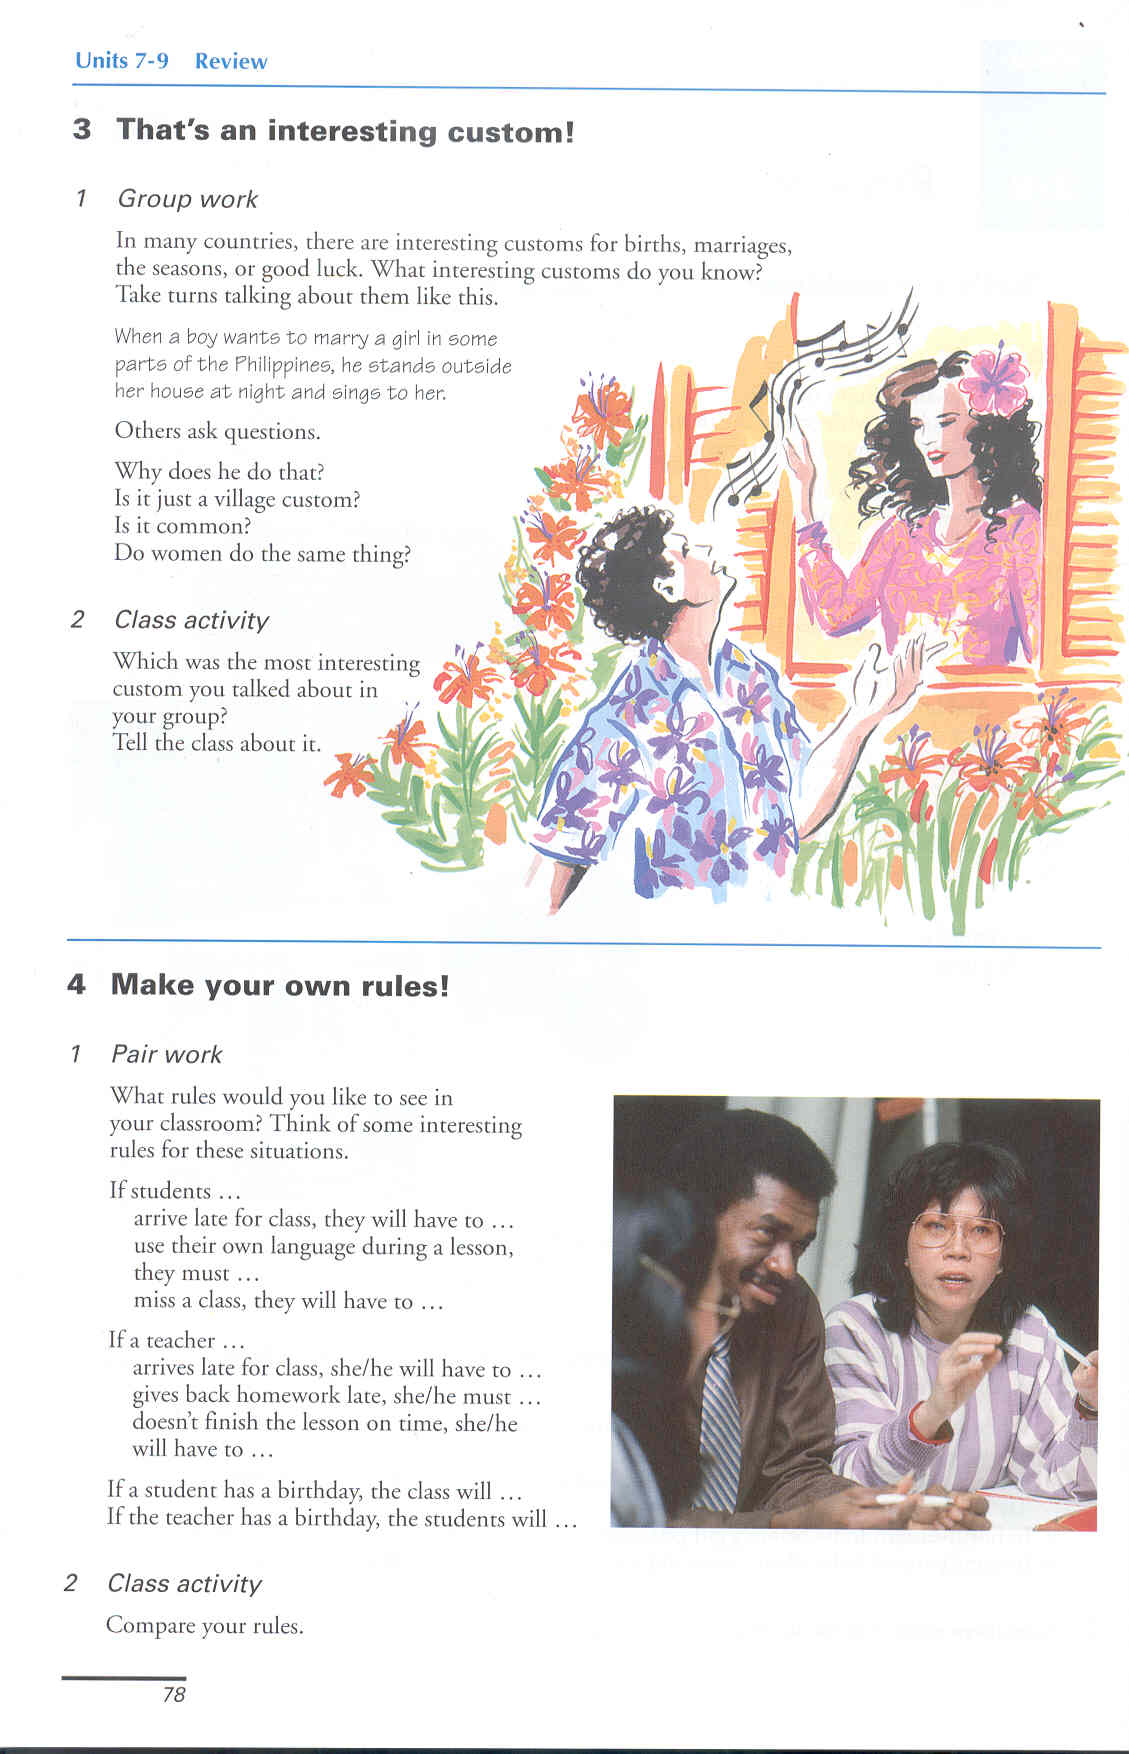 Units 7-9 Review
3 That's an interesting custom!
1 Group work
In many countries, there are interesting customs for births, marriages,
the seasons, or good luck. What interesting customs do you know?
Take turns talking about them like this.
When a boy wants to marry a girl in some
parts of the Philippines, he stands outside
her house at night and sings to her.
Others ask questions.
Why does he do that?
Is it just a village custom?
Is it common?
Do women do the same thing?
2 Class activity
Which was the most interesting
custom you talked about in
your group?
Tell the class about it.
4 Make your own rules!
1 Pair work
What rules would you like to see in
your classroom? Think of some interesting
rules for these situations.
If students ...
arrive late for class, they will have to ...
use their own language during a lesson,
they must ...
miss a class, they will have to ...
If a teacher ...
arrives late for class, she/he will have to ...
gives back homework late, she/he must ...
doesn't finish the lesson on time, she/he
will have to ...
If a student has a birthday, the class will ...
If the teacher has a birthday, the students will ...
2 Class activity
Compare your rules.
78